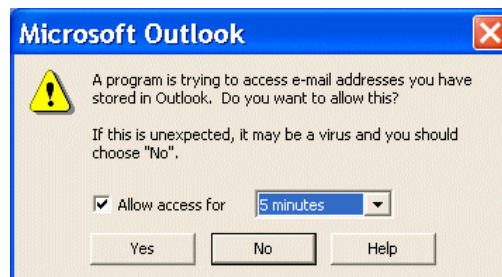 Microsoft Outlook
A program is trying to access e-mail addresses you have
stored in Outlook. Do you want to allow this?
If this is unexpected, it may be a virus and you should
choose "No".
Allow access for 5 minutes
Yes No Help